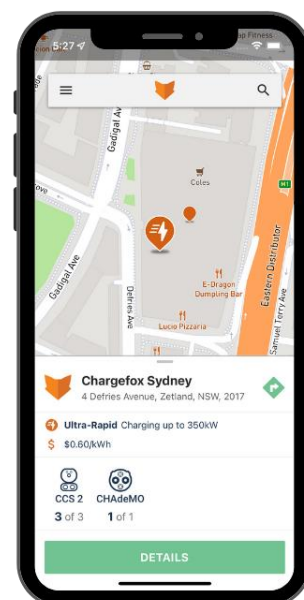 5:27
Fitness
Gadigal Ave
Coles
M1
Gadigal Ave
Defries Ave
E-Dragon
Dumpling Bar
Lucio Pizzaria
Eastern Distributor
Samuel Terry Ave
Chargefox Sydney
4 Defries Avenue, Zetland, NSW, 2017
Ultra-Rapid Charging up to 350kW
$ $0.60/kWh
CCS 2 CHAdeMO
3 of 3 1 of 1
DETAILS